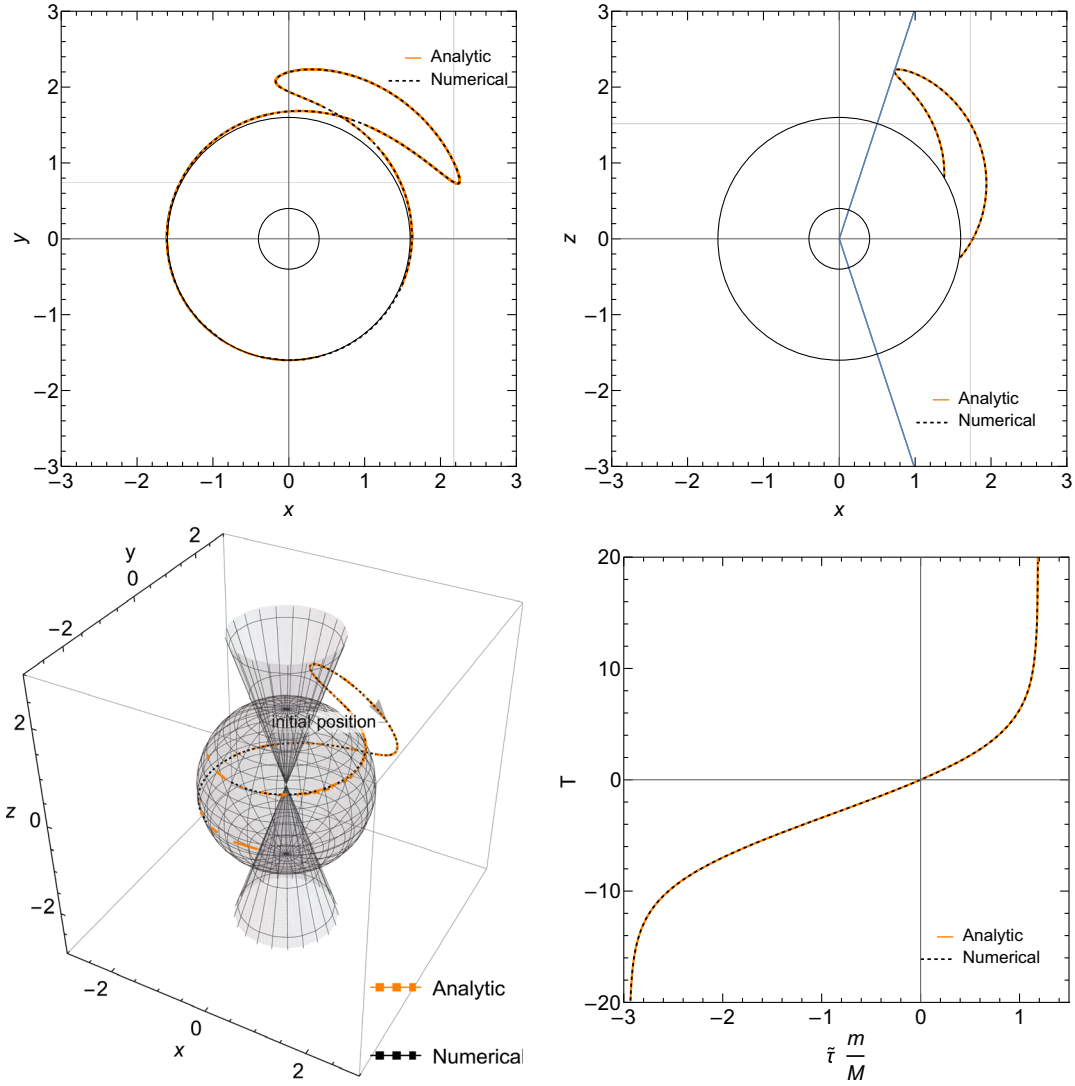 3
2
1
0
−1
−2
−3
y
−3 −2 −1 0 1 2 3
x
Analytic
Numerical
3
2
1
0
−1
−2
−3
z
−3 −2 −1 0 1 2 3
x
Analytic
Numerical
y
2
0
−2
2
z
0
−2
−2
0
x
2
initial position
Analytic
Numerical
20
10
T
0
−10
−20
−3 −2 −1 0 1
τ̃ m/M
Analytic
Numerical